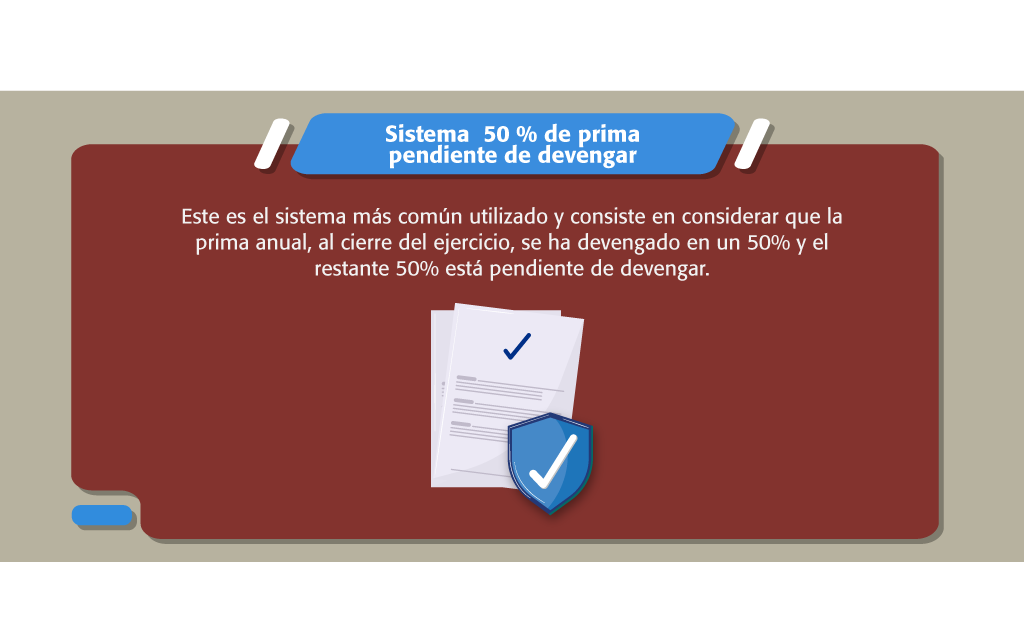 Sistema 50 % de prima
pendiente de devengar
Este es el sistema más común utilizado y consiste en considerar que la
prima anual, al cierre del ejercicio, se ha devengado en un 50% y el
restante 50% está pendiente de devengar.